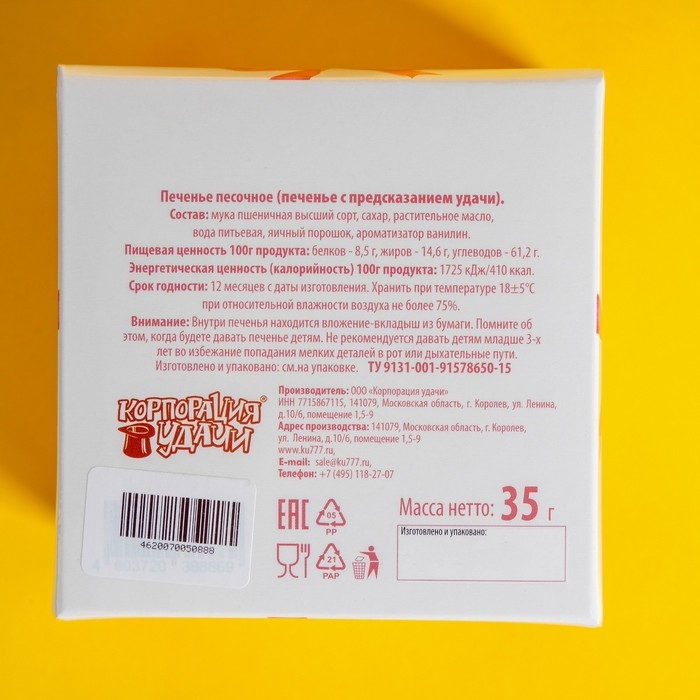 Печенье песочное (печенье с предсказанием удачи).
Состав: мука пшеничная высший сорт, сахар, растительное масло,
вода питьевая, яичный порошок, ароматизатор ванилин.
Пищевая ценность 100г продукта: белков - 8,5 г, жиров - 14,6 г, углеводов - 61,2 г.
Энергетическая ценность (калорийность) 100г продукта: 1725 кДж/410 ккал.
Срок годности: 12 месяцев с даты изготовления. Хранить при температуре 18±5°С
при относительной влажности воздуха не более 75%.
Внимание: Внутри печенья находится вложение-вкладыш из бумаги. Помните об
этом, когда будете давать печенье детям. Не рекомендуется давать детям младше 3-х
лет во избежание попадания мелких деталей в рот или дыхательные пути.
Изготовлено и упаковано: см.на упаковке. ТУ 9131-001-91578650-15
КОРПОРАЦИЯ®
УДАЧИ
Производитель: ООО «Корпорация удачи»
ИНН 7715867115, 141079, Московская область, г. Королев, ул. Ленина,
д.10/6, помещение 1,5-9
Адрес производства: 141079, Московская область, г. Королев,
ул. Ленина, д.10/6, помещение 1,5-9
www.ku777.ru
E-mail: sale@ku777.ru,
Телефон: +7 (495) 118-27-07
4620070050888
EAC
05
PP
21
PAP
Масса нетто: 35 г
Изготовлено и упаковано: